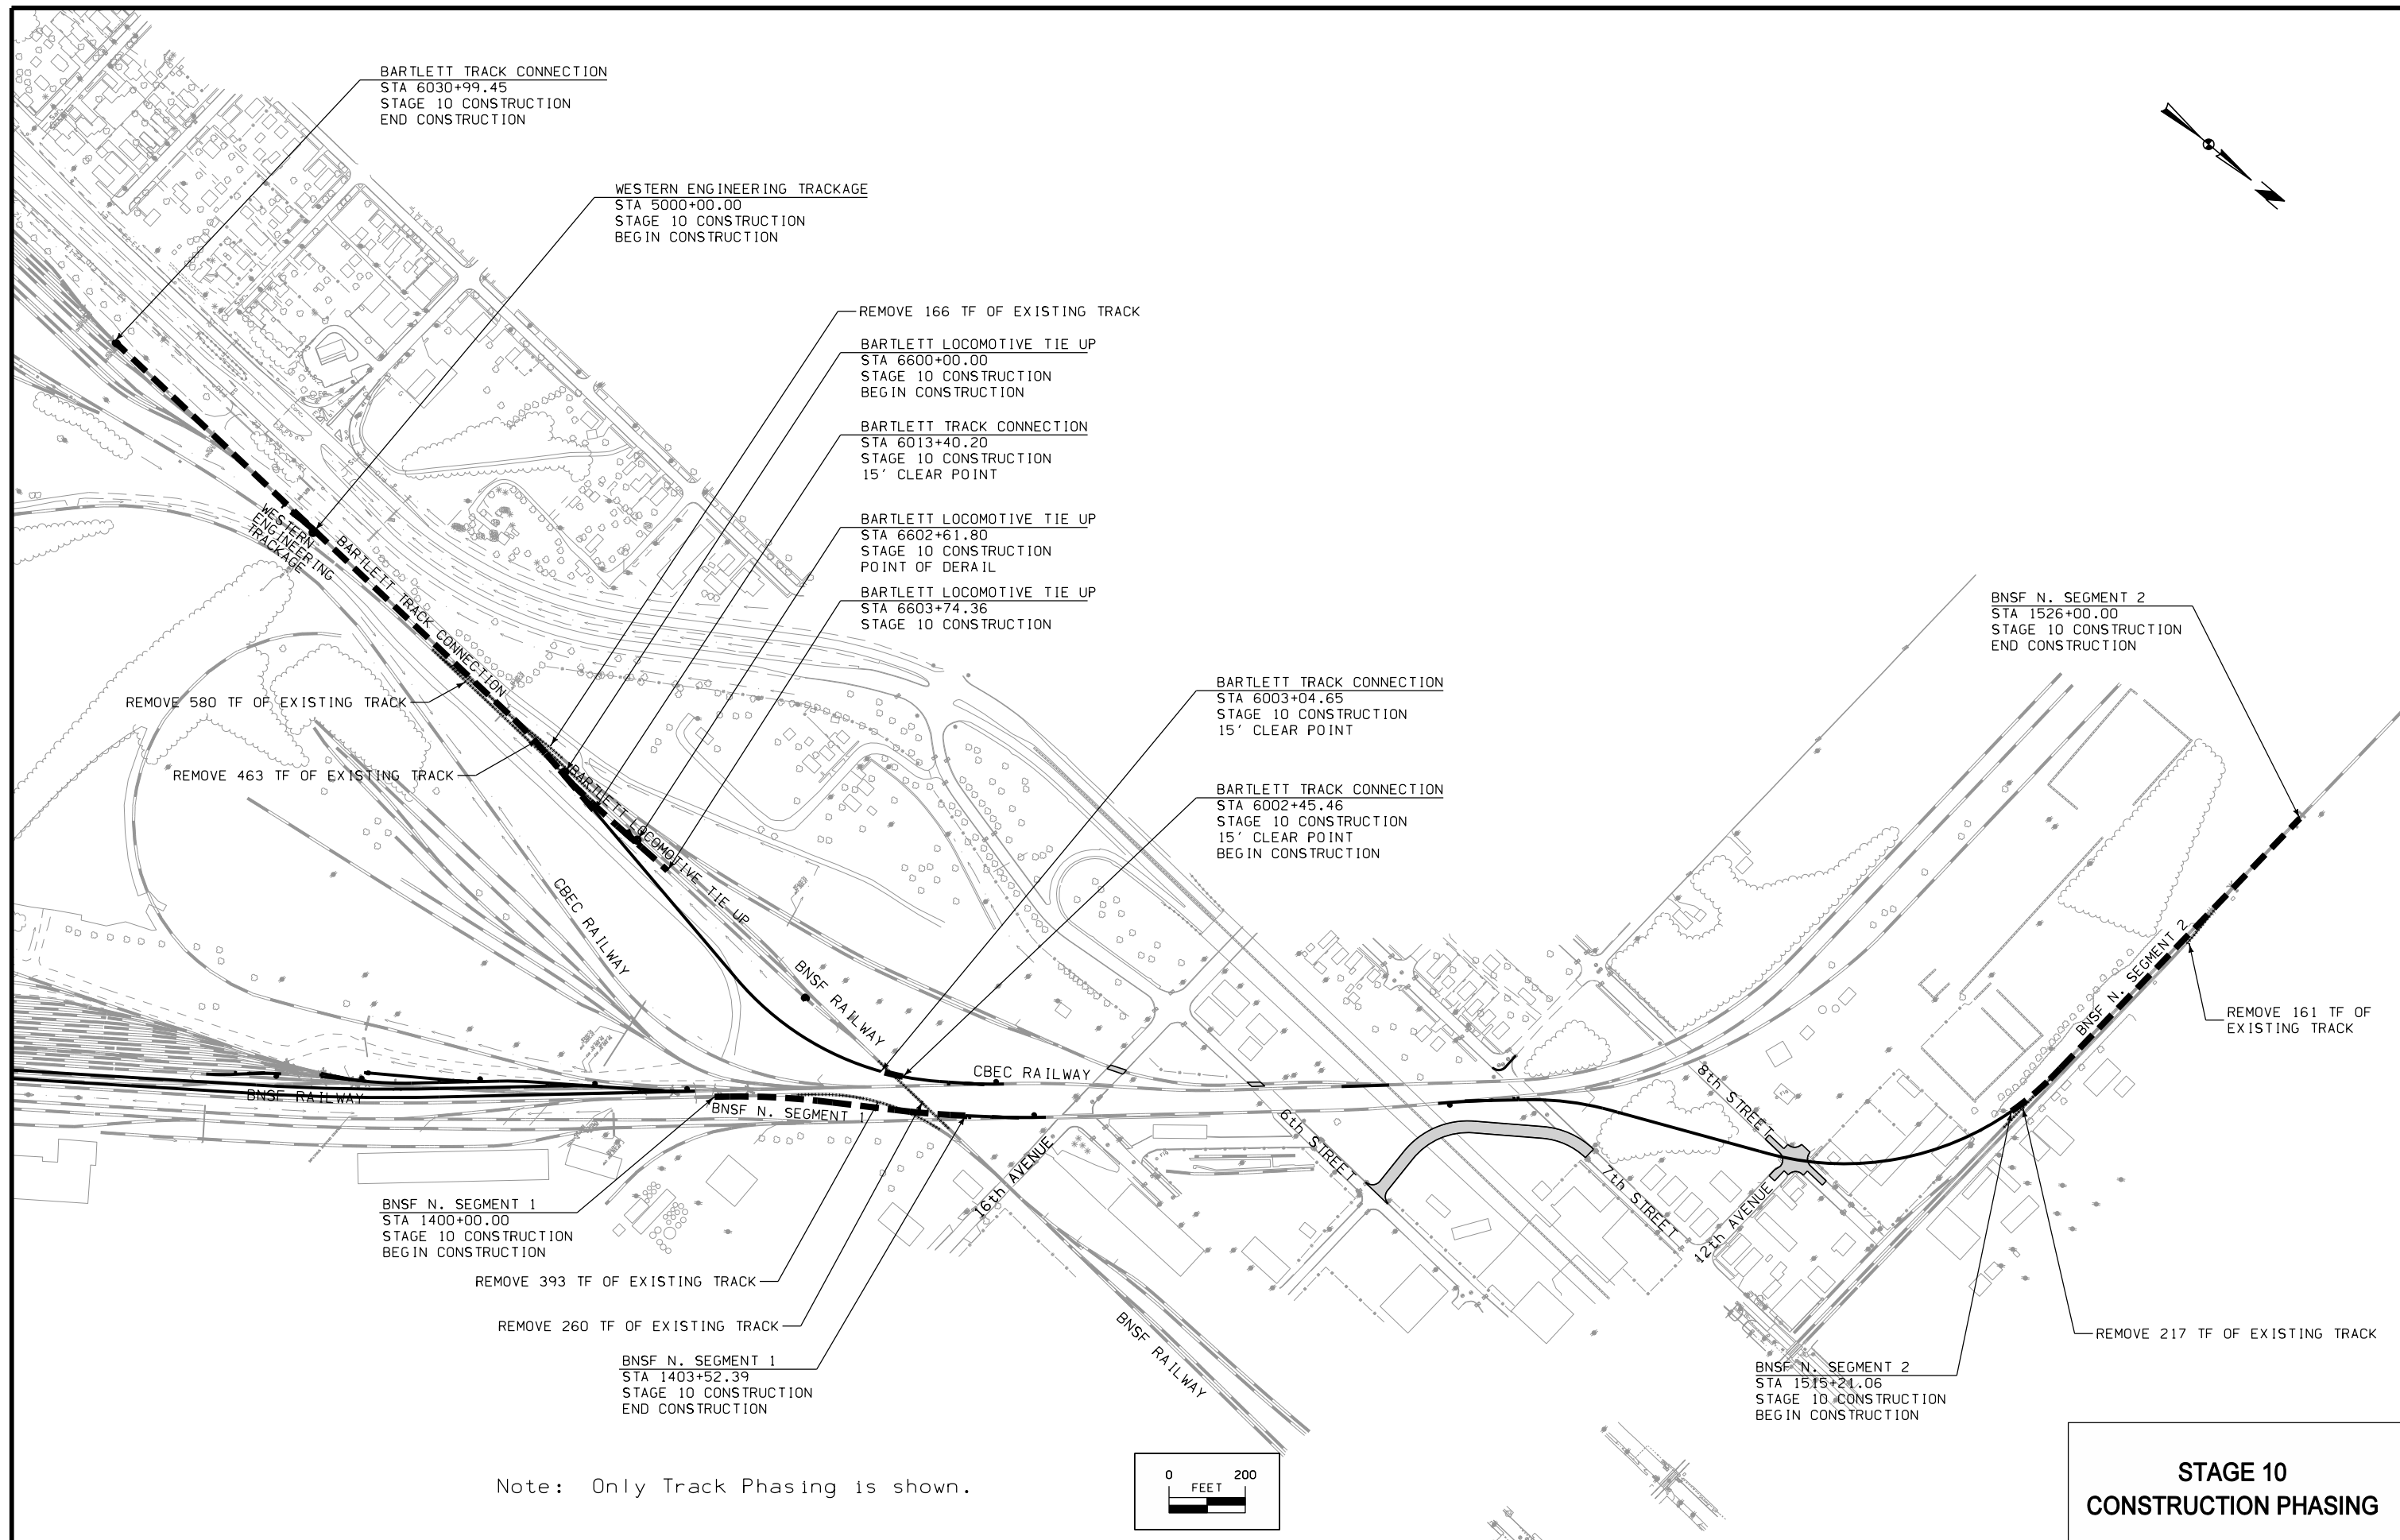 BARTLETT TRACK CONNECTION
STA 6030+99.45
STAGE 10 CONSTRUCTION
END CONSTRUCTION
WESTERN ENGINEERING TRACKAGE
STA 5000+00.00
STAGE 10 CONSTRUCTION
BEGIN CONSTRUCTION
N
REMOVE 166 TF OF EXISTING TRACK
BARTLETT LOCOMOTIVE TIE UP
STA 6600+00.00
STAGE 10 CONSTRUCTION
BEGIN CONSTRUCTION
BARTLETT TRACK CONNECTION
STA 6013+40.20
STAGE 10 CONSTRUCTION
15' CLEAR POINT
BARTLETT LOCOMOTIVE TIE UP
STA 6602+61.80
STAGE 10 CONSTRUCTION
POINT OF DERAIL
BARTLETT LOCOMOTIVE TIE UP
STA 6603+74.36
STAGE 10 CONSTRUCTION
WESTERN
ENGINEERING
TRACKAGE
BARTLETT TRACK CONNECTION
REMOVE 580 TF OF EXISTING TRACK
REMOVE 463 TF OF EXISTING TRACK
BARTLETT LOCOMOTIVE TIE UP
BARTLETT TRACK CONNECTION
STA 6003+04.65
STAGE 10 CONSTRUCTION
15' CLEAR POINT
BARTLETT TRACK CONNECTION
STA 6002+45.46
STAGE 10 CONSTRUCTION
15' CLEAR POINT
BEGIN CONSTRUCTION
BNSF N. SEGMENT 2
STA 1526+00.00
STAGE 10 CONSTRUCTION
END CONSTRUCTION
BNSF N. SEGMENT 2
REMOVE 161 TF OF
EXISTING TRACK
CBEC RAILWAY
BNSF RAILWAY
CBEC RAILWAY
BNSF RAILWAY
BNSF N. SEGMENT 1
16th AVENUE
6th STREET
7th STREET
8th STREET
12th AVENUE
BNSF N. SEGMENT 1
STA 1400+00.00
STAGE 10 CONSTRUCTION
BEGIN CONSTRUCTION
REMOVE 393 TF OF EXISTING TRACK
REMOVE 260 TF OF EXISTING TRACK
BNSF N. SEGMENT 1
STA 1403+52.39
STAGE 10 CONSTRUCTION
END CONSTRUCTION
BNSF RAILWAY
REMOVE 217 TF OF EXISTING TRACK
BNSF N. SEGMENT 2
STA 1515+21.06
STAGE 10 CONSTRUCTION
BEGIN CONSTRUCTION
Note: Only Track Phasing is shown.
0 200
FEET
STAGE 10
CONSTRUCTION PHASING